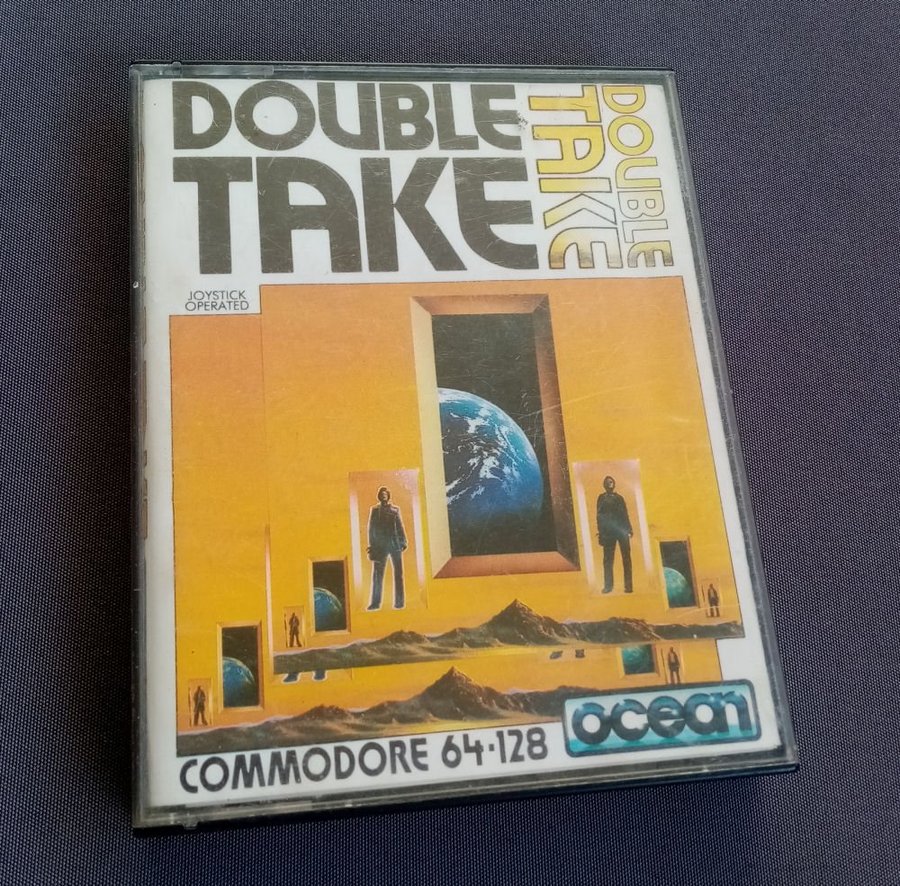 DOUBLE
TAKE
DOUBLE
TAKE
JOYSTICK
OPERATED
COMMODORE 64·128
ocean